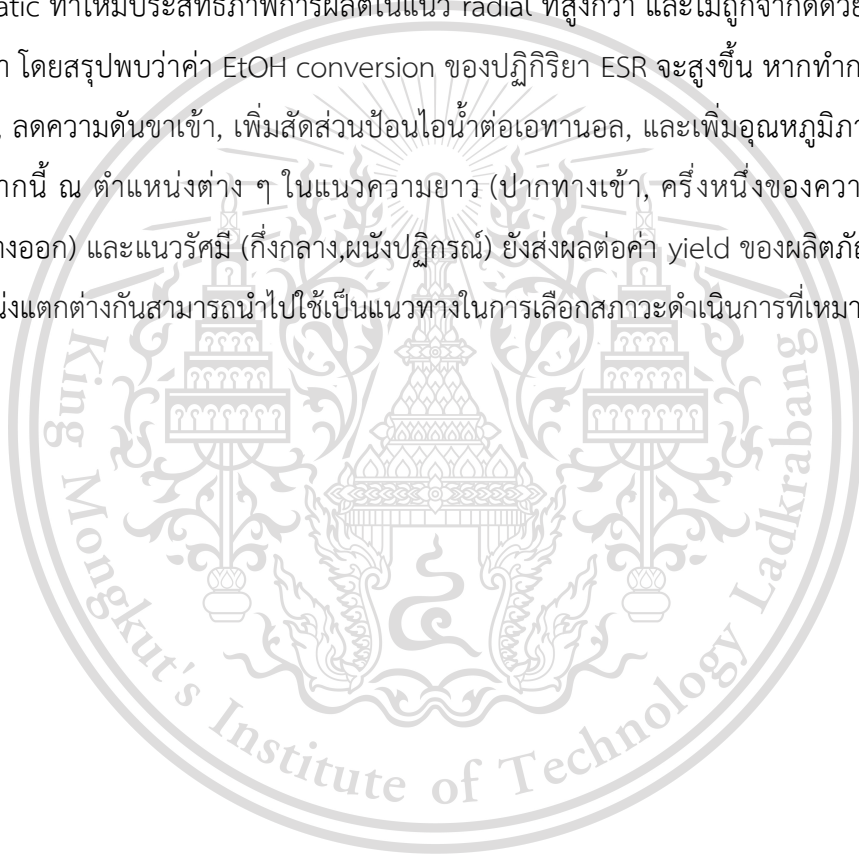 atic ทำให้มีประสิทธิภาพการผลิตในแนว radial ที่สูงกว่า และไม่ถูกจำกัดด้วย
า โดยสรุปพบว่าค่า EtOH conversion ของปฏิกิริยา ESR จะสูงขึ้น หากทำก
, ลดความดันขาเข้า, เพิ่มสัดส่วนป้อนไอน้ำต่อเอทานอล, และเพิ่มอุณหภูมิภา
ากนี้ ณ ตำแหน่งต่าง ๆ ในแนวความยาว (ปากทางเข้า, ครึ่งหนึ่งของควา
างออก) และแนวรัศมี (กึ่งกลาง,ผนังปฏิกรณ์) ยังส่งผลต่อค่า yield ของผลิตภัณ
น่งแตกต่างกันสามารถนำไปใช้เป็นแนวทางในการเลือกสภาวะดำเนินการที่เหมา
King Mongkut's Institute of Technology Ladkrabang